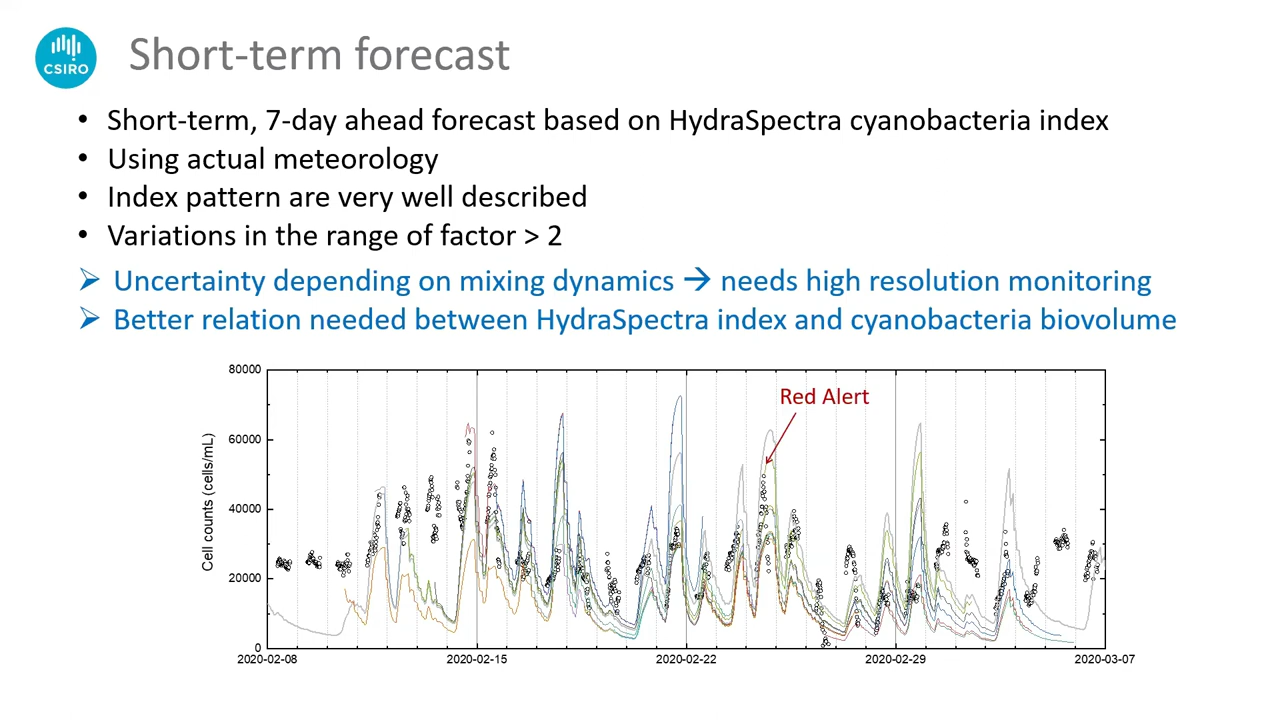 CSIRO
Short-term forecast
• Short-term, 7-day ahead forecast based on HydraSpectra cyanobacteria index
• Using actual meteorology
• Index pattern are very well described
• Variations in the range of factor > 2
➢ Uncertainty depending on mixing dynamics → needs high resolution monitoring
➢ Better relation needed between HydraSpectra index and cyanobacteria biovolume
80000
Red Alert
60000
Cell counts (cells/mL)
40000
20000
0
2020-02-08 2020-02-15 2020-02-22 2020-02-29 2020-03-07